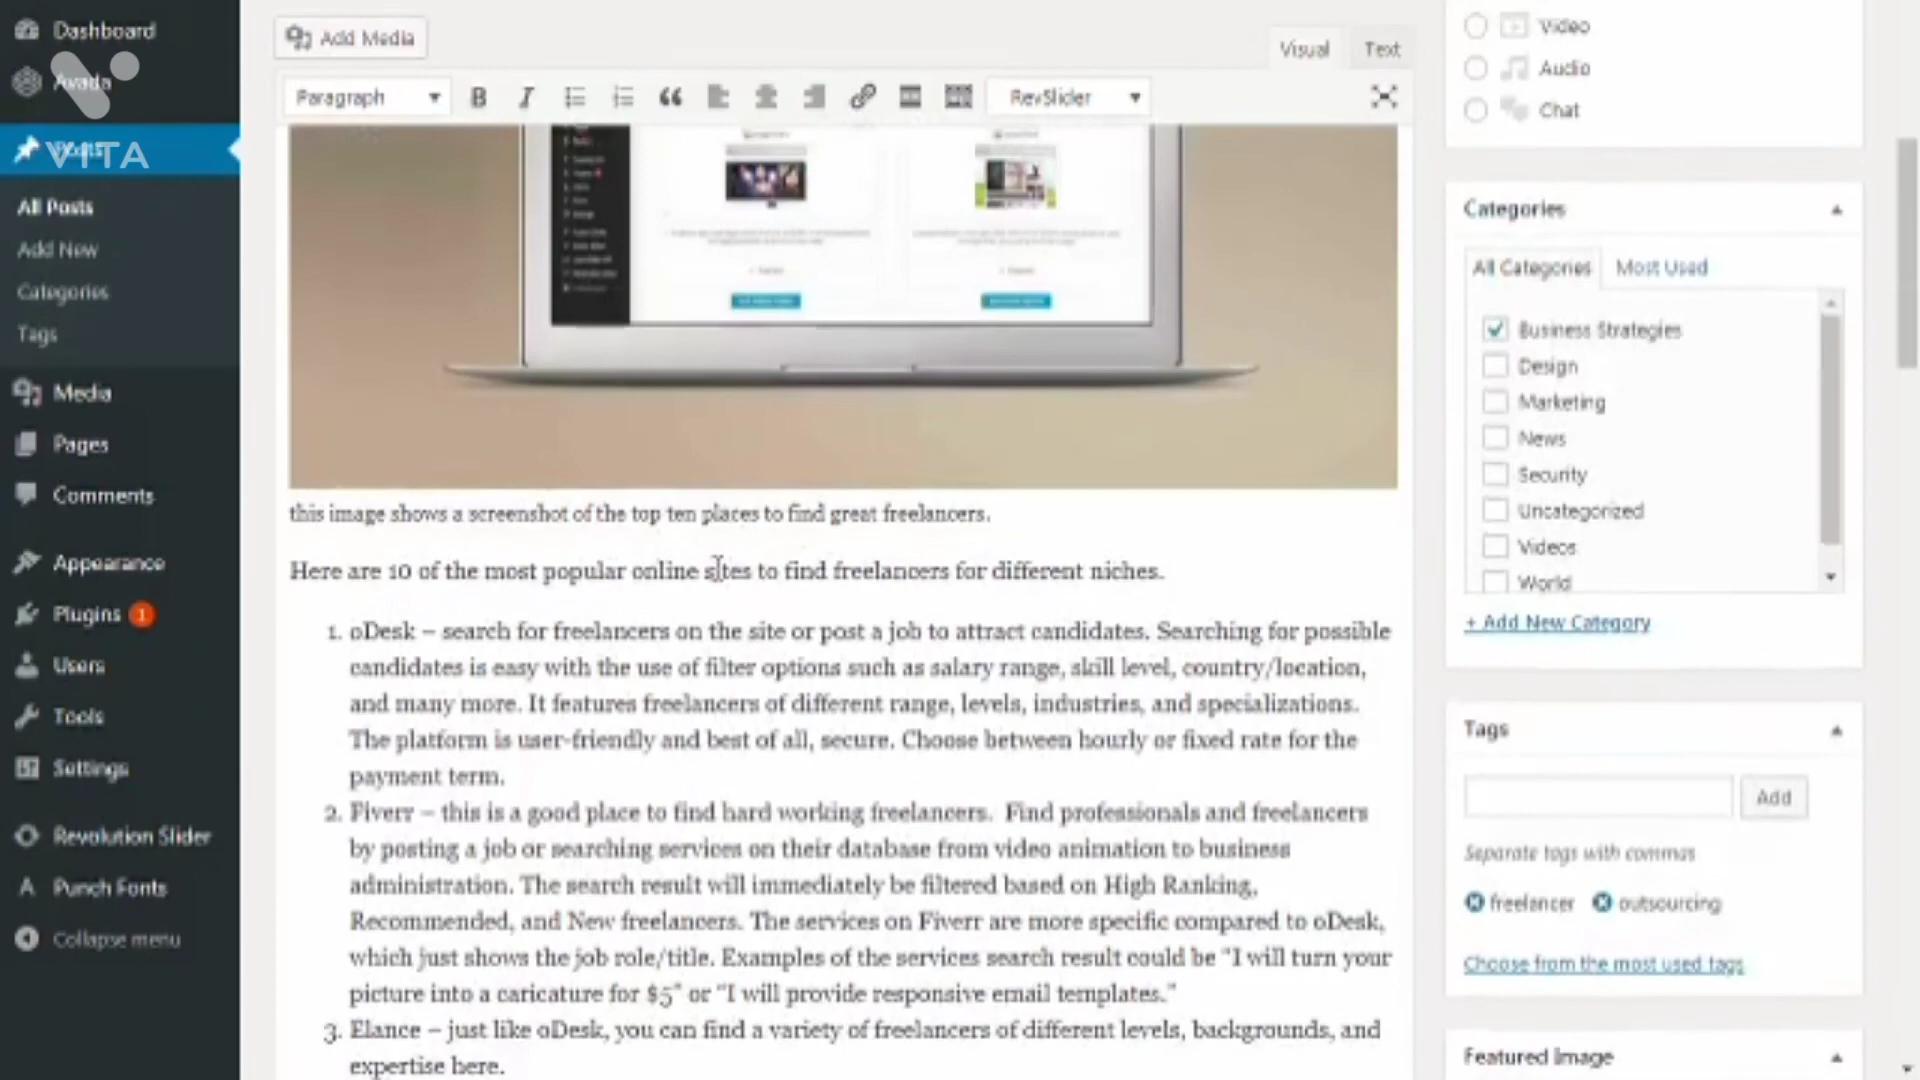 Dashboard
Avada
VITA
Posts
All Posts
Add New
Categories
Tags
Media
Pages
Comments
Appearance
Plugins 1
Users
Tools
Settings
Revolution Slider
Punch Fonts
Collapse menu
Add Media
Visual
Text
Paragraph
B
I
RevSlider
this image shows a screenshot of the top ten places to find great freelancers.
Here are 10 of the most popular online sites to find freelancers for different niches.
1. oDesk – search for freelancers on the site or post a job to attract candidates. Searching for possible
candidates is easy with the use of filter options such as salary range, skill level, country/location,
and many more. It features freelancers of different range, levels, industries, and specializations.
The platform is user-friendly and best of all, secure. Choose between hourly or fixed rate for the
payment term.
2. Fiverr – this is a good place to find hard working freelancers.  Find professionals and freelancers
by posting a job or searching services on their database from video animation to business
administration. The search result will immediately be filtered based on High Ranking,
Recommended, and New freelancers. The services on Fiverr are more specific compared to oDesk,
which just shows the job role/title. Examples of the services search result could be "I will turn your
picture into a caricature for $5" or "I will provide responsive email templates."
3. Elance – just like oDesk, you can find a variety of freelancers of different levels, backgrounds, and
expertise here.
Video
Audio
Chat
Categories
All Categories
Most Used
Business Strategies
Design
Marketing
News
Security
Uncategorized
Videos
World
+ Add New Category
Tags
Add
Separate tags with commas
freelancer
outsourcing
Choose from the most used tags
Featured Image